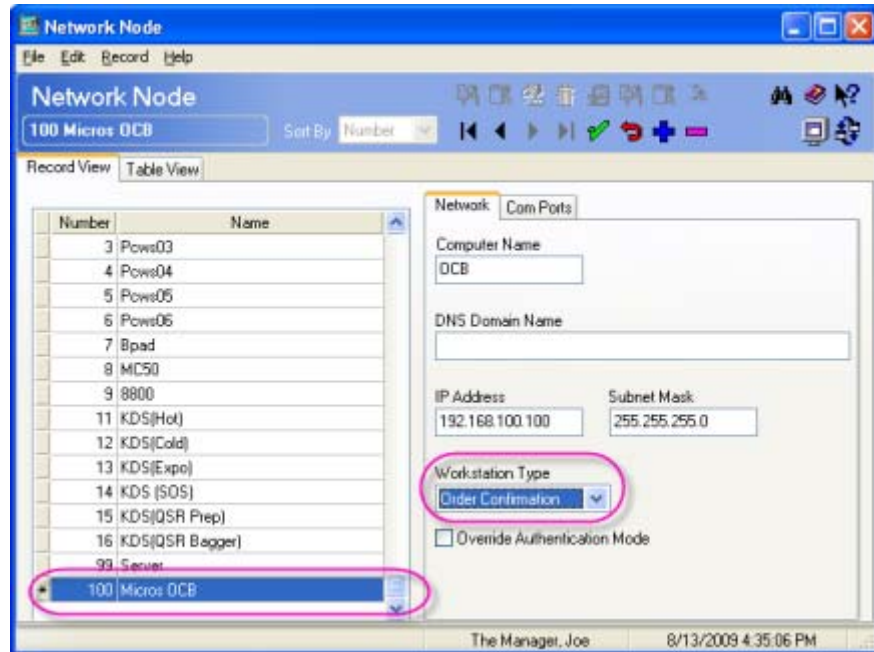 Network Node
File Edit Record Help
Network Node
100 Micros OCB
Sort By Number
Record View Table View
Number Name
3 Pcws03
4 Pcws04
5 Pcws05
6 Pcws06
7 Bpad
8 MC50
9 8800
11 KDS(Hot)
12 KDS(Cold)
13 KDS(Expo)
14 KDS (SOS)
15 KDS(QSR Prep)
16 KDS(QSR Bagger)
99 Server
100 Micros OCB
Network Com Ports
Computer Name
OCB
DNS Domain Name
IP Address Subnet Mask
192.168.100.100 255.255.255.0
Workstation Type
Order Confirmation
Override Authentication Mode
The Manager, Joe 8/13/2009 4:35:06 PM